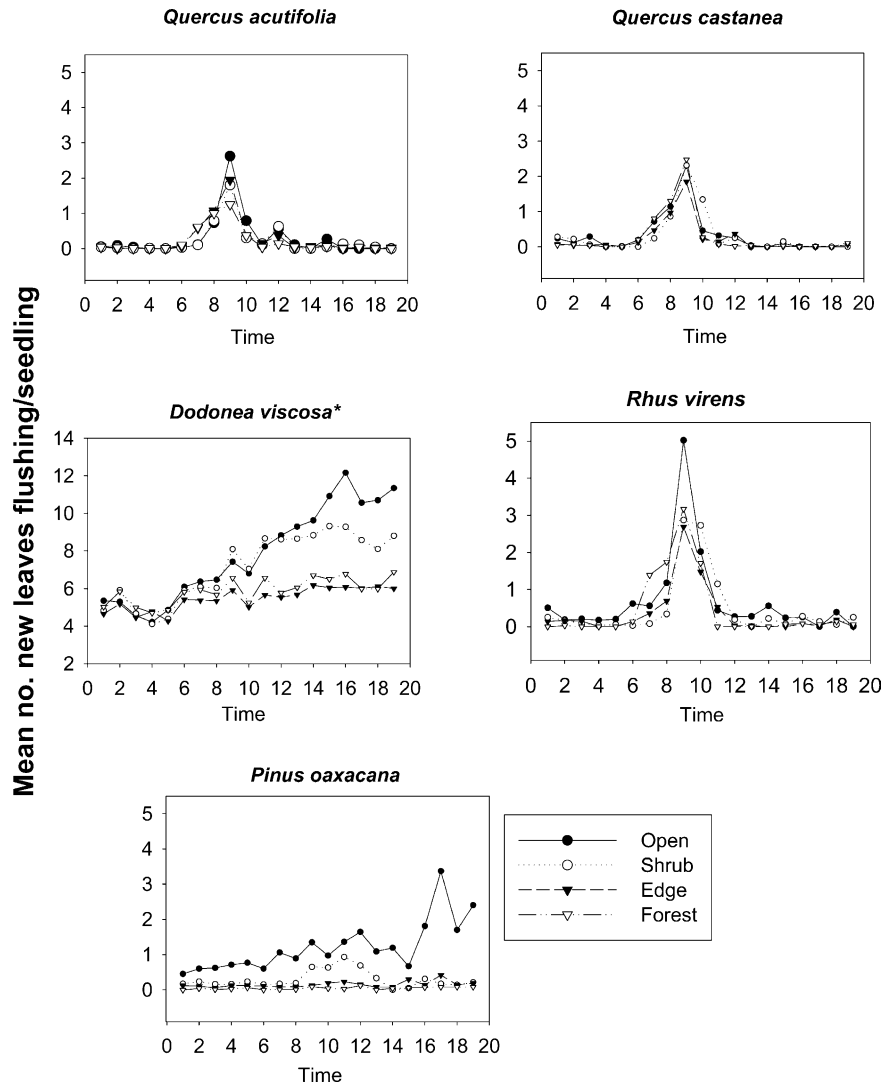 Quercus acutifolia
Quercus castanea
5
4
3
2
1
0
0 2 4 6 8 10 12 14 16 18 20
Time
5
4
3
2
1
0
0 2 4 6 8 10 12 14 16 18 20
Time
Mean no. new leaves flushing/seedling
Dodonea viscosa*
Rhus virens
14
12
10
8
6
4
2
0 2 4 6 8 10 12 14 16 18 20
Time
5
4
3
2
1
0
0 2 4 6 8 10 12 14 16 18 20
Time
Pinus oaxacana
5
4
3
2
1
0
0 2 4 6 8 10 12 14 16 18 20
Time
Open
Shrub
Edge
Forest